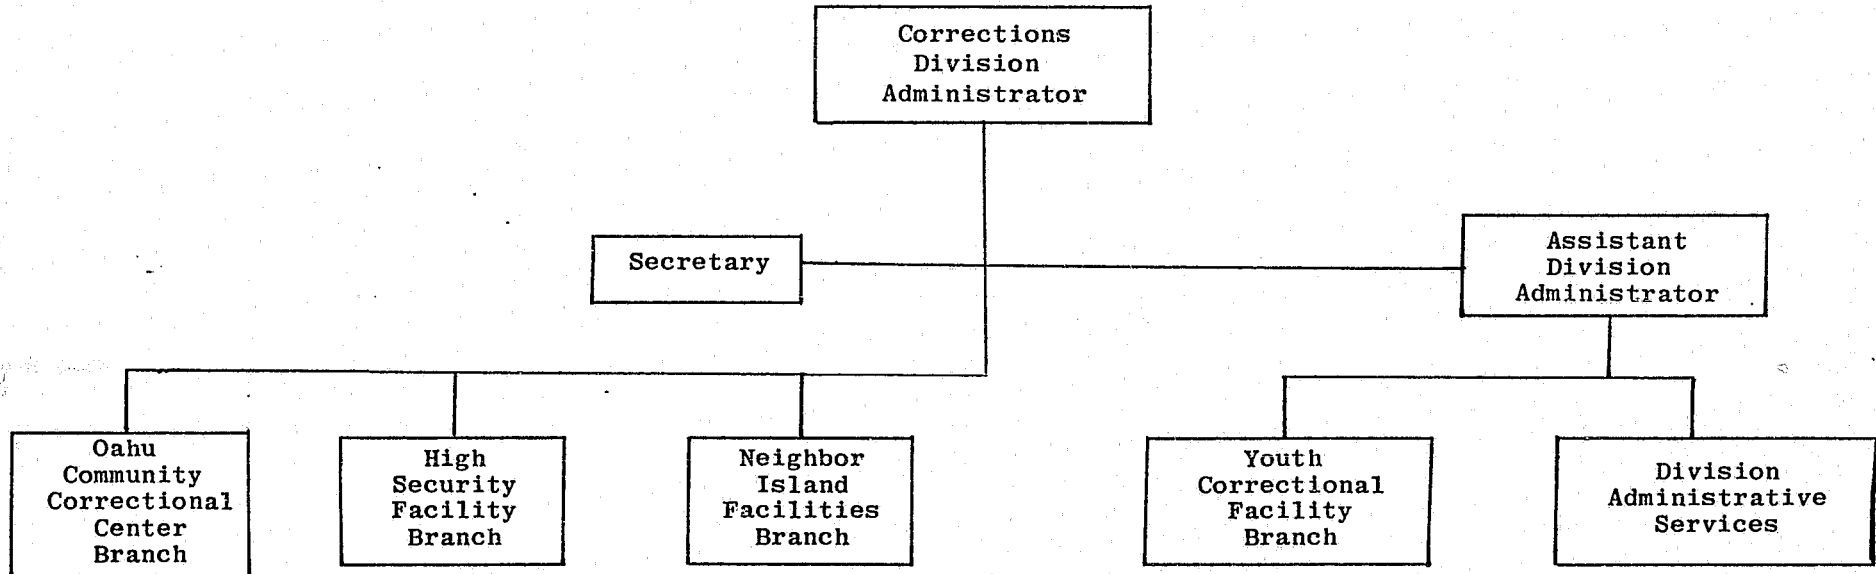 Corrections
Division
Administrator
Secretary
Assistant
Division
Administrator
Oahu
Community
Correctional
Center
Branch
High
Security
Facility
Branch
Neighbor
Island
Facilities
Branch
Youth
Correctional
Facility
Branch
Division
Administrative
Services